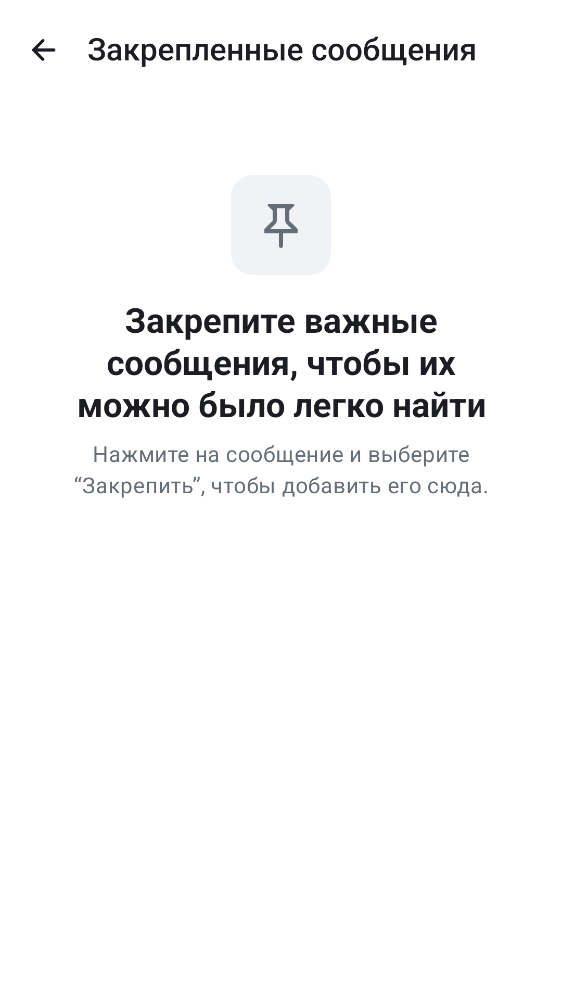 Закрепленные сообщения
Закрепите важные
сообщения, чтобы их
можно было легко найти
Нажмите на сообщение и выберите
“Закрепить”, чтобы добавить его сюда.